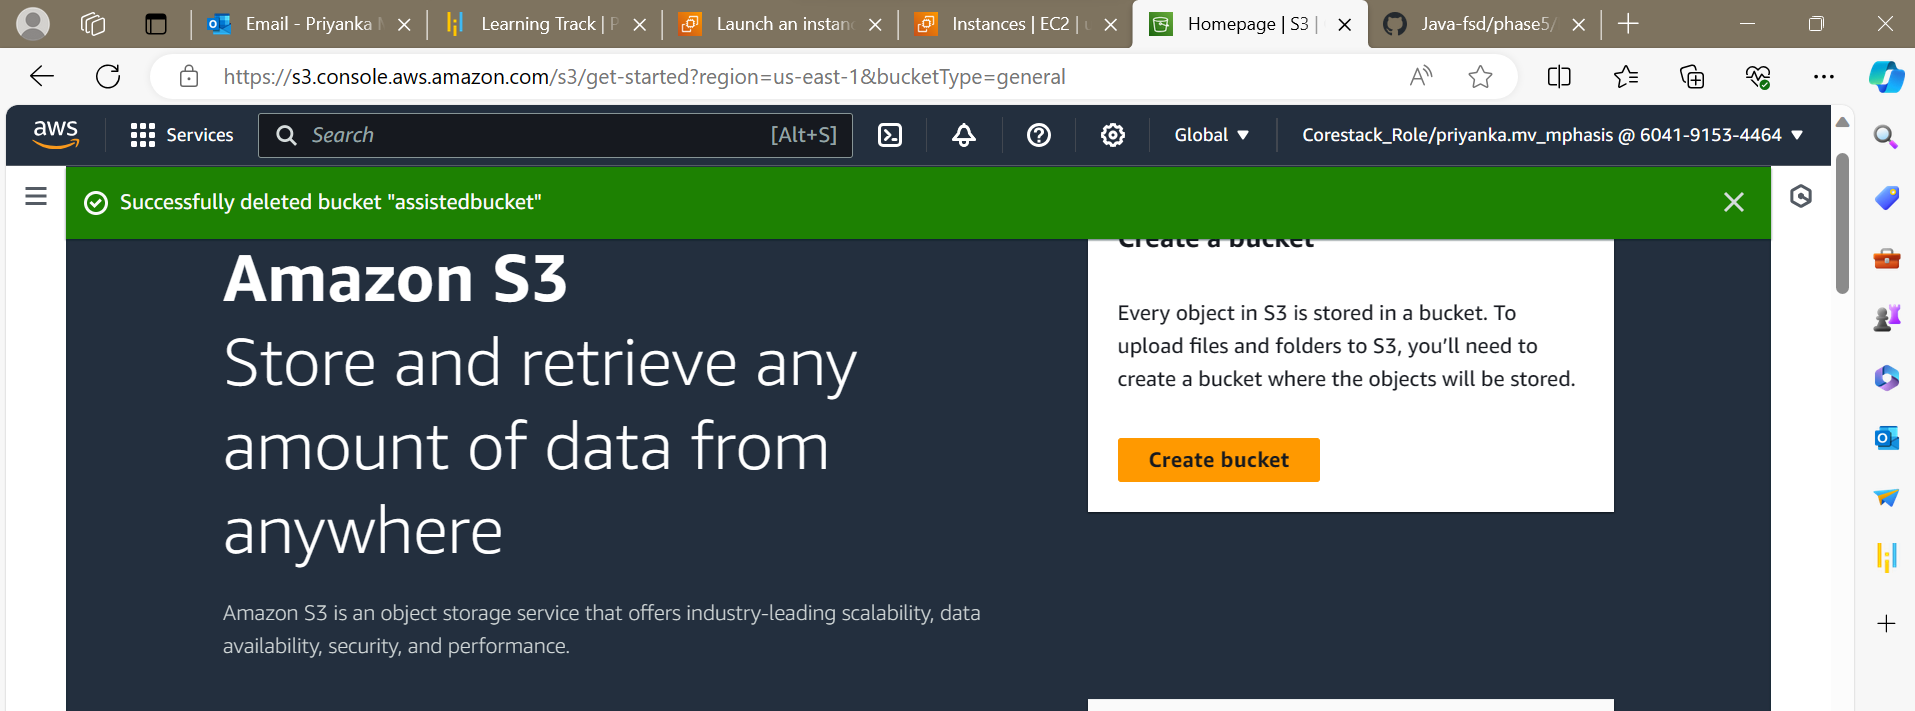 Email - Priyanka M
Learning Track | P
Launch an instan
Instances | EC2 | u
Homepage | S3 |
Java-fsd/phase5/
https://s3.console.aws.amazon.com/s3/get-started?region=us-east-1&bucketType=general
aws
Services
Search
[Alt+S]
Global
Corestack_Role/priyanka.mv_mphasis @ 6041-9153-4464
Successfully deleted bucket "assistedbucket"
Create a bucket
Amazon S3
Store and retrieve any
amount of data from
anywhere
Amazon S3 is an object storage service that offers industry-leading scalability, data
availability, security, and performance.
Every object in S3 is stored in a bucket. To
upload files and folders to S3, you’ll need to
create a bucket where the objects will be stored.
Create bucket